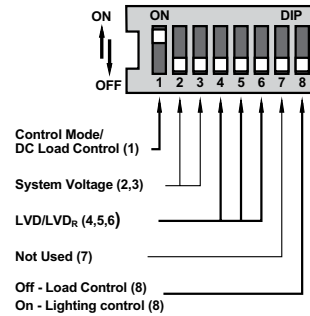 ON
ON DIP
OFF
1 2 3 4 5 6 7 8
Control Mode/
DC Load Control (1)
System Voltage (2,3)
LVD/LVDR (4,5,6)
Not Used (7)
Off - Load Control (8)
On - Lighting control (8)